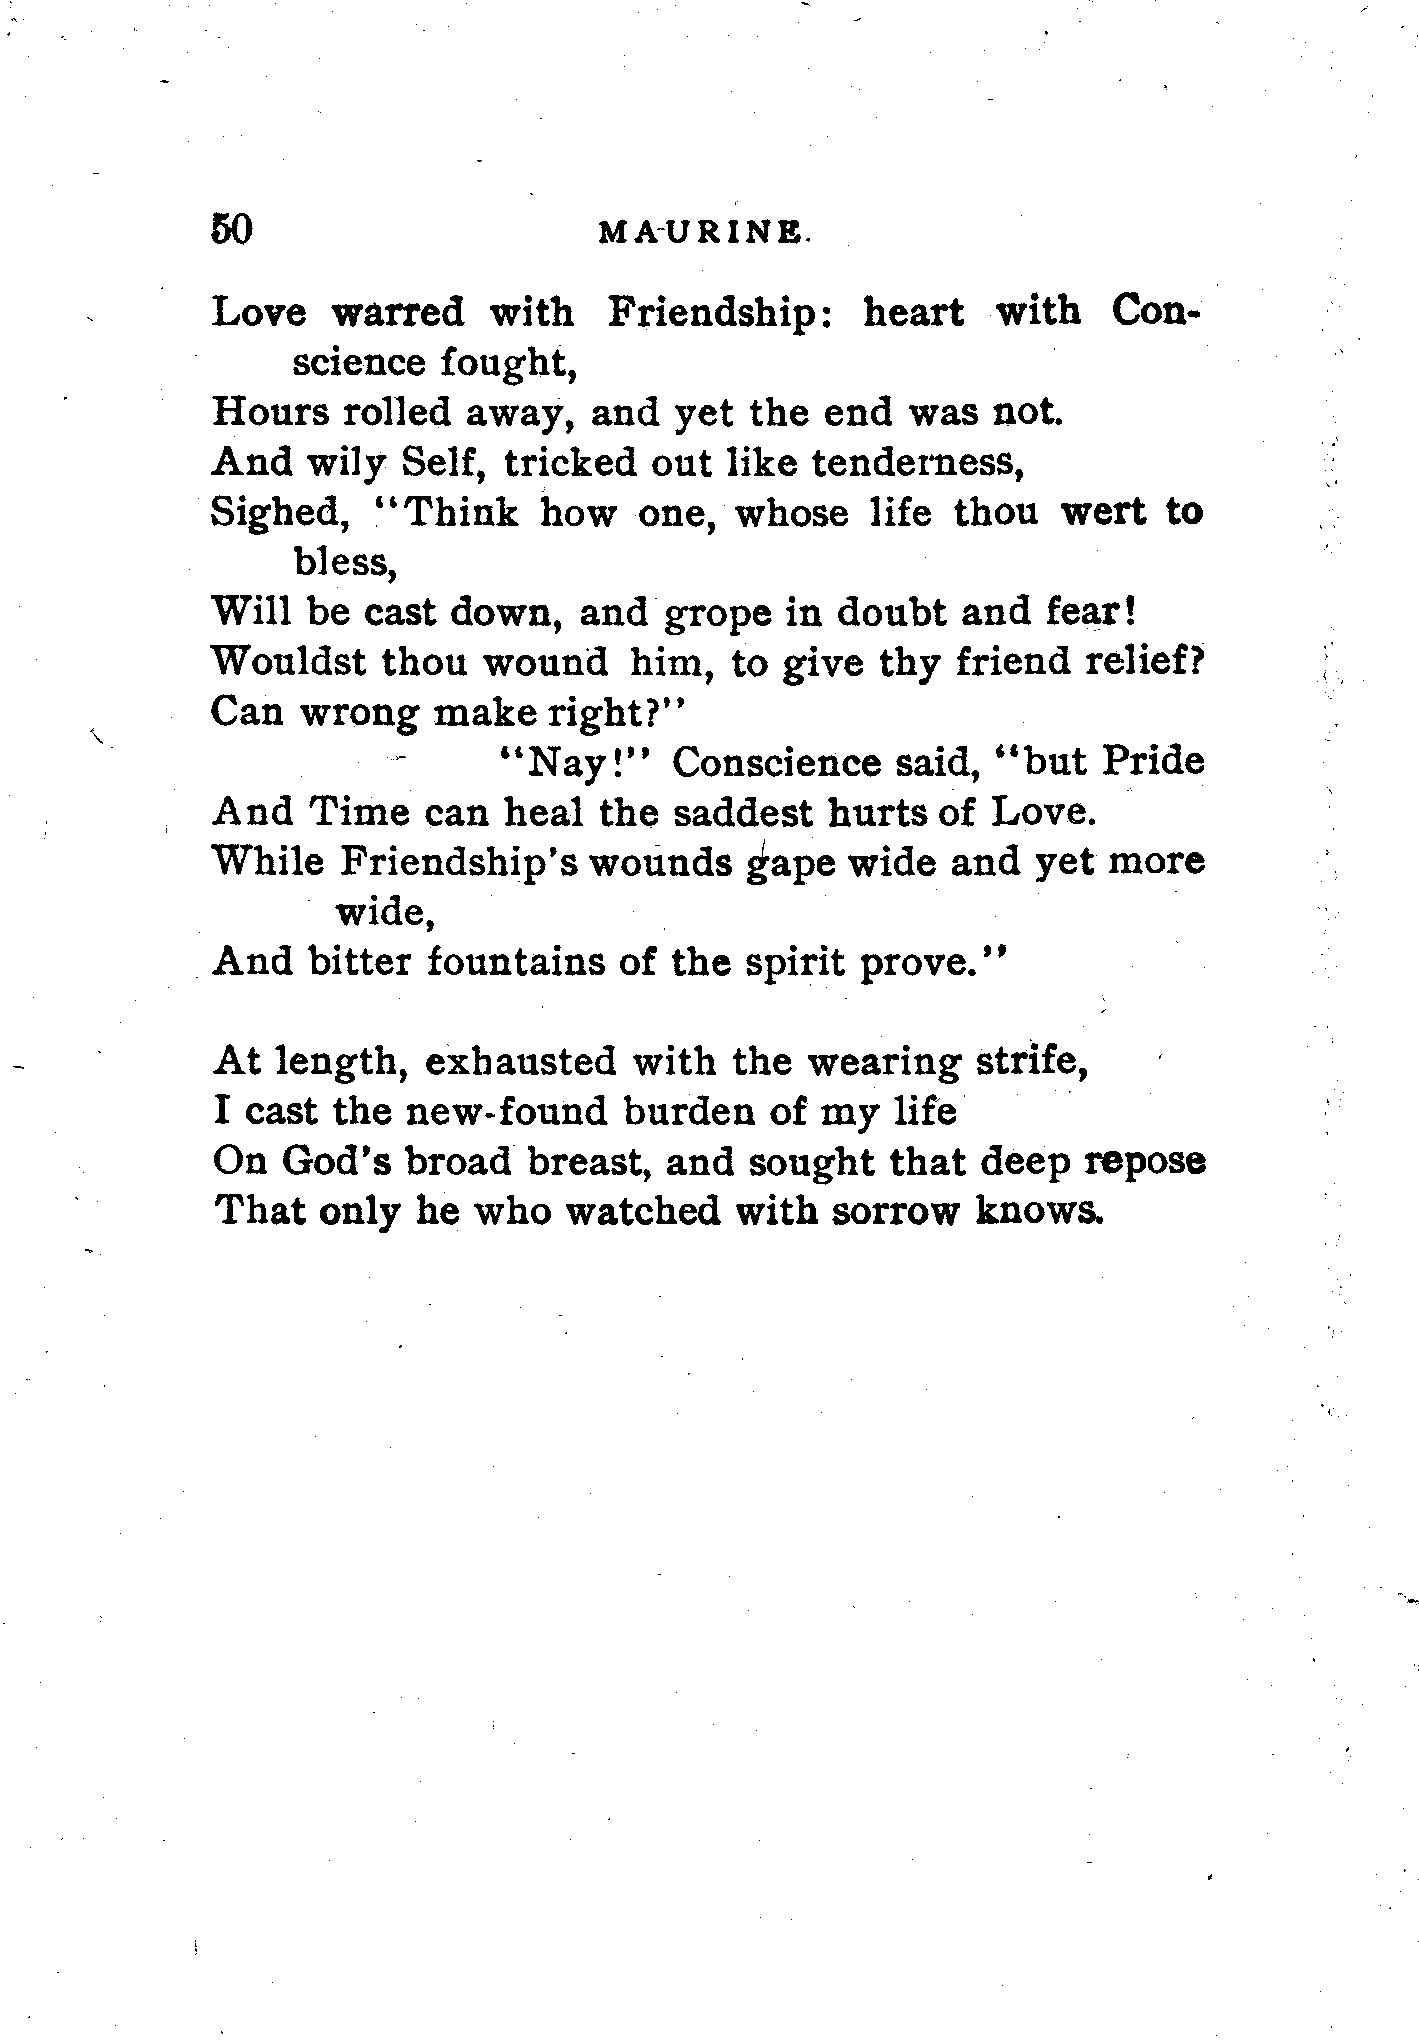 50 MAURINE.
Love warred with Friendship: heart with Con-
science fought,
Hours rolled away, and yet the end was not.
And wily Self, tricked out like tenderness,
Sighed, "Think how one, whose life thou wert to
bless,
Will be cast down, and grope in doubt and fear!
Wouldst thou wound him, to give thy friend relief?
Can wrong make right?"
"Nay!" Conscience said, "but Pride
And Time can heal the saddest hurts of Love.
While Friendship's wounds gape wide and yet more
wide,
And bitter fountains of the spirit prove."
At length, exhausted with the wearing strife,
I cast the new-found burden of my life
On God's broad breast, and sought that deep repose
That only he who watched with sorrow knows.